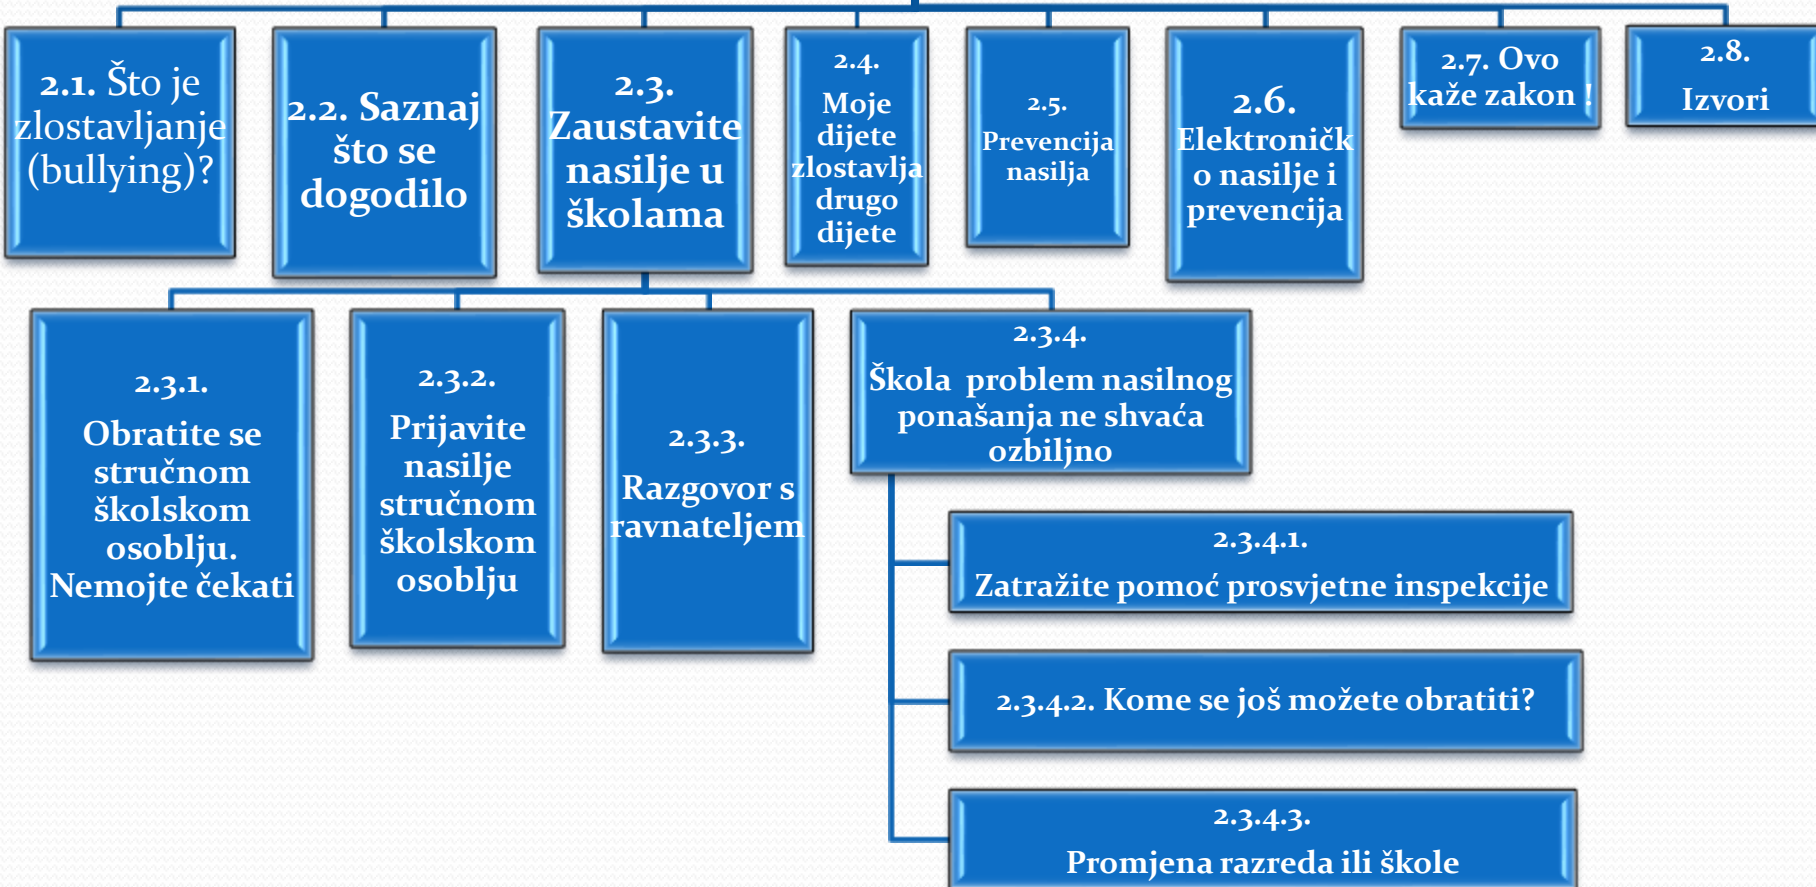 2.1. Što je
zlostavljanje
(bullying)?
2.2. Saznaj
što se
dogodilo
2.3.
Zaustavite
nasilje u
školama
2.4.
Moje
dijete
zlostavlja
drugo
dijete
2.5.
Prevencija
nasilja
2.6.
Elektroničk
o nasilje i
prevencija
2.7. Ovo
kaže zakon !
2.8.
Izvori
2.3.1.
Obratite se
stručnom
školskom
osoblju.
Nemojte čekati
2.3.2.
Prijavite
nasilje
stručnom
školskom
osoblju
2.3.3.
Razgovor s
ravnateljem
2.3.4.
Škola problem nasilnog
ponašanja ne shvaća
ozbiljno
2.3.4.1.
Zatražite pomoć prosvjetne inspekcije
2.3.4.2. Kome se još možete obratiti?
2.3.4.3.
Promjena razreda ili škole